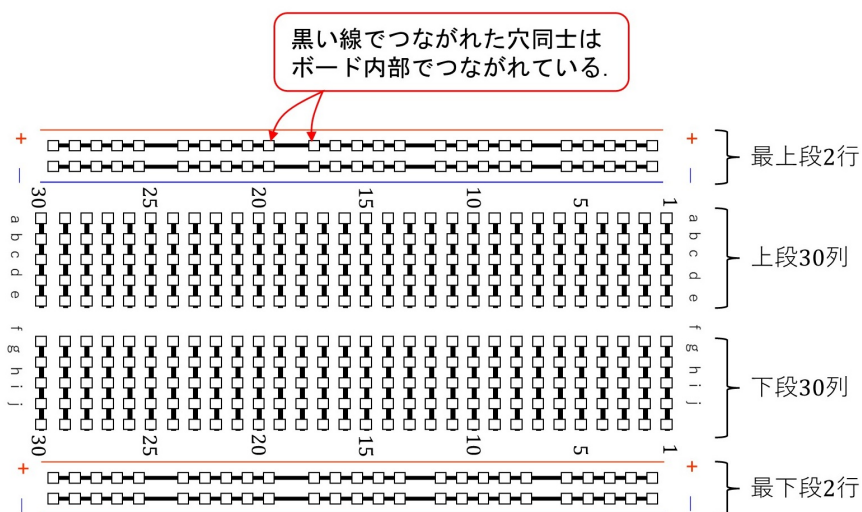 黒い線でつながれた穴同士は
ボード内部でつながれている.
+ +
最上段2行
— —
30 25 20 15 10 5 1
a a
b b
c c
上段30列
d d
e e
f f
g g
h h
下段30列
i i
j j
30 25 20 15 10 5 1
+ +
最下段2行
— —